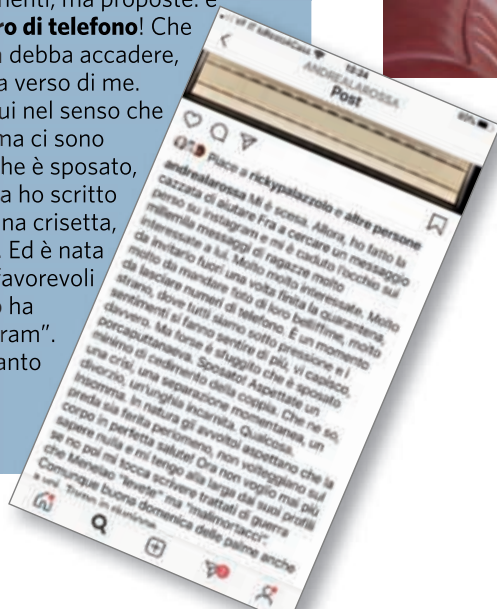 menti, ma proposte: e
ro di telefono! Che
debba accadere,
a verso di me.
ui nel senso che
ma ci sono
he è sposato,
a ho scritto
na crisetta,
. Ed è nata
favorevoli
o ha
ram”.
anto
13:24
ANDREALAROSSA
Post
Piace a rickypalazzolo e altre persone
andrealarossa Mi è scesa. Allora, ho fatto la
cazzata di aiutare Fra a cercare un messaggio
perso su instagram e mi è caduto l'occhio sui
millemila messaggi di ragazze molto
interessate a lui. Molto molto interessate. Molto
da invitarlo fuori una volta finita la quarantena,
molto da mandare foto di loro bellissime, molto
da lasciare numeri di telefono. È un momento
strano, dove tutti siamo sotto pressione e i
sentimenti si fanno sentire di più, vi capisco,
davvero. Ma forse è sfuggito che è sposato
porcaputtaneeva. Sposato! Aspettate un
minimo di cedimento della coppia. Che ne so,
una crisi, una separazione momentanea, un
divorzio, un'unghia incarnita. Qualcosa,
insomma. In natura gli avvoltoi aspettano che la
preda sia ferita perlomeno, non volteggiano sul
corpo in perfetta salute! Ora non voglio mai più
sapere nulla e mi tengo alla larga dai suoi profili
se no poi mi tocca scrivere trattati di guerra
che Menelao "levete" ma "malimortacci".
Comunque buona domenica delle palme anche